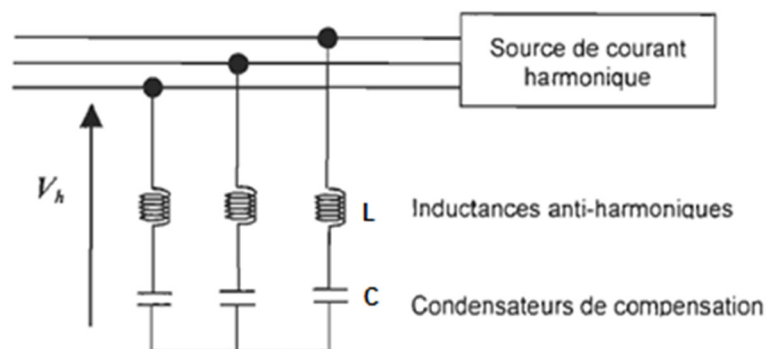 Source de courant
harmonique
V_h
L Inductances anti-harmoniques
C Condensateurs de compensation